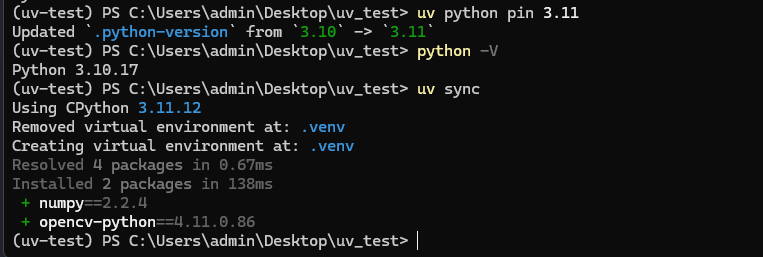 (uv-test) PS C:\Users\admin\Desktop\uv_test> uv python pin 3.11
Updated `.python-version` from `3.10` -> `3.11`
(uv-test) PS C:\Users\admin\Desktop\uv_test> python -V
Python 3.10.17
(uv-test) PS C:\Users\admin\Desktop\uv_test> uv sync
Using CPython 3.11.12
Removed virtual environment at: .venv
Creating virtual environment at: .venv
Resolved 4 packages in 0.67ms
Installed 2 packages in 138ms
 + numpy==2.2.4
 + opencv-python==4.11.0.86
(uv-test) PS C:\Users\admin\Desktop\uv_test>